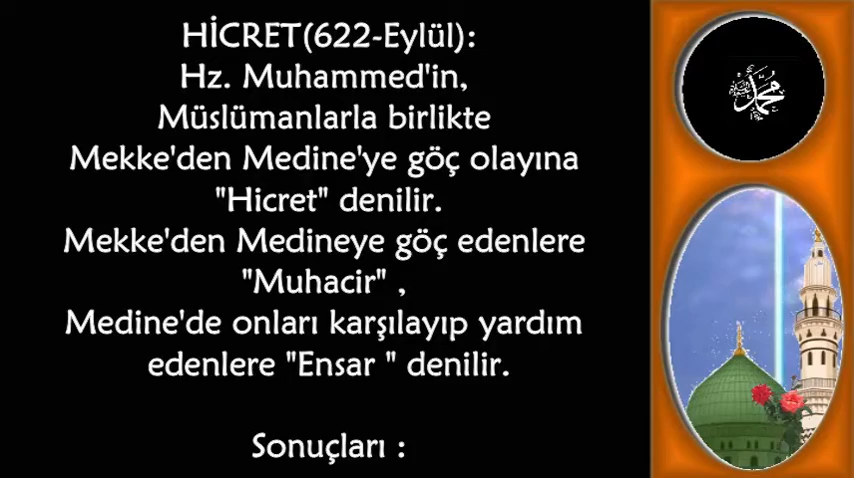 HİCRET(622-Eylül):
Hz. Muhammed'in,
Müslümanlarla birlikte
Mekke'den Medine'ye göç olayına
"Hicret" denilir.
Mekke'den Medineye göç edenlere
"Muhacir" ,
Medine'de onları karşılayıp yardım
edenlere "Ensar " denilir.
Sonuçları :
محمد